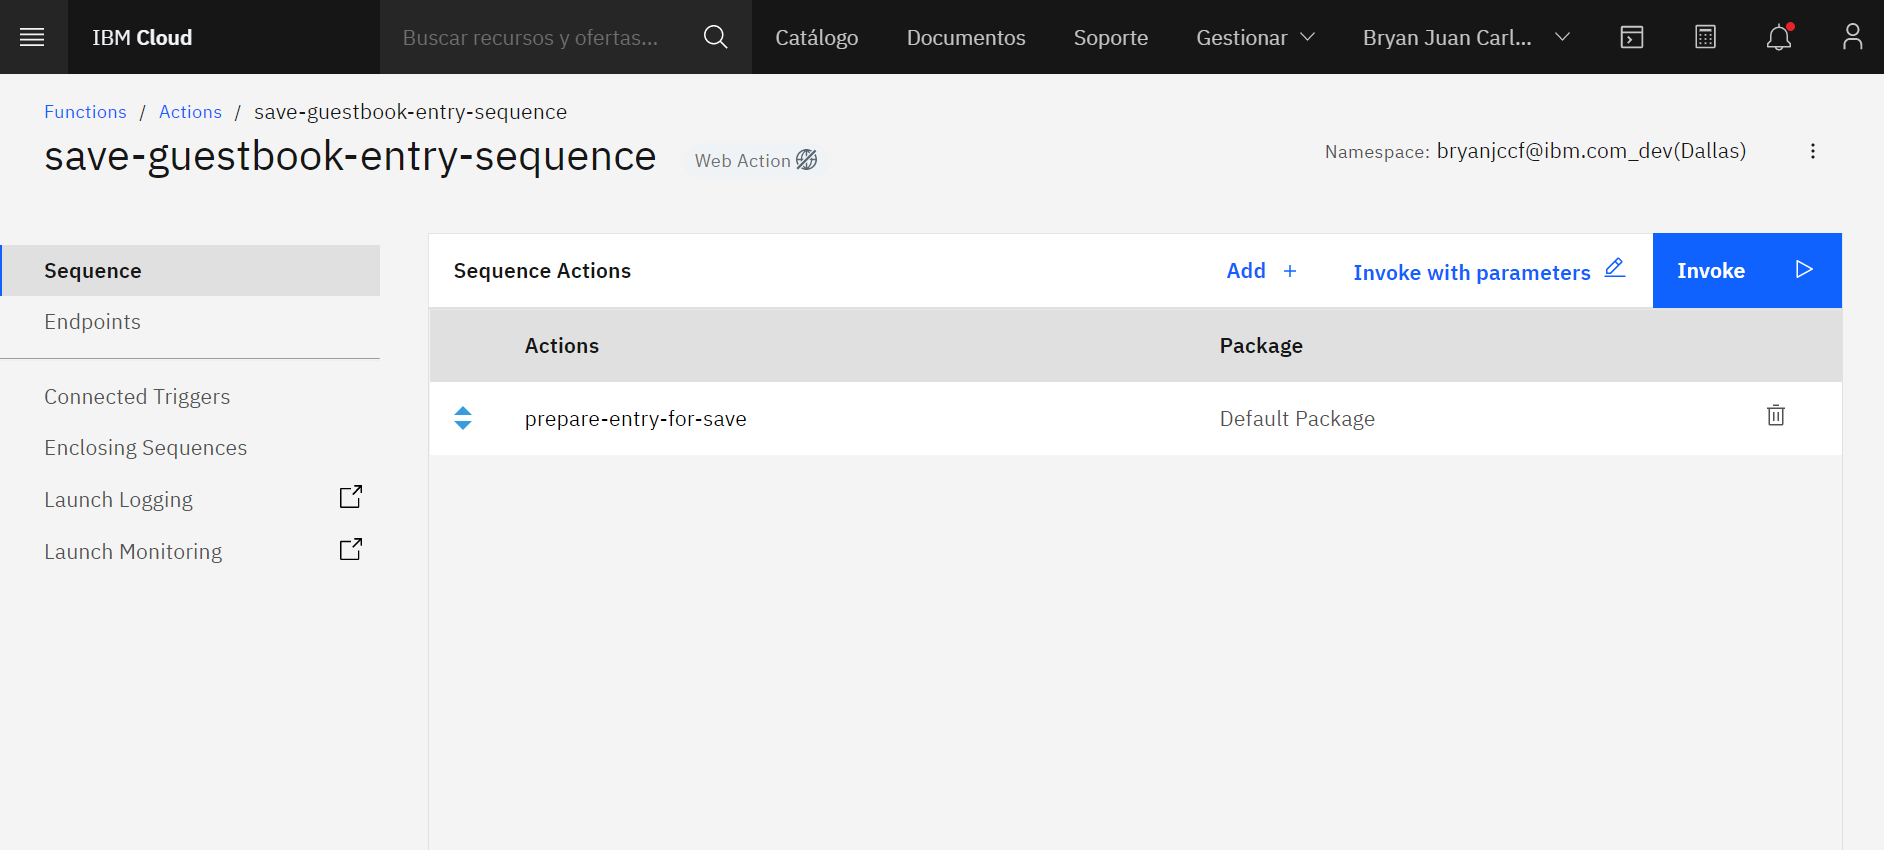 IBM Cloud Buscar recursos y ofertas... Catálogo Documentos Soporte Gestionar Bryan Juan Carl...
Functions / Actions / save-guestbook-entry-sequence
save-guestbook-entry-sequence Web Action
Namespace: bryanjccf@ibm.com_dev(Dallas)
Sequence
Endpoints
Connected Triggers
Enclosing Sequences
Launch Logging
Launch Monitoring
Sequence Actions Add + Invoke with parameters Invoke
Actions Package
prepare-entry-for-save Default Package